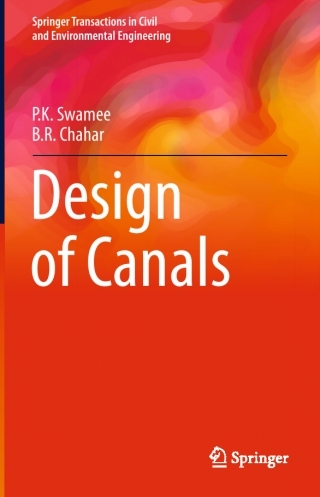 Springer Transactions in Civil
and Environmental Engineering
P.K. Swamee
B.R. Chahar
Design
of Canals
Springer